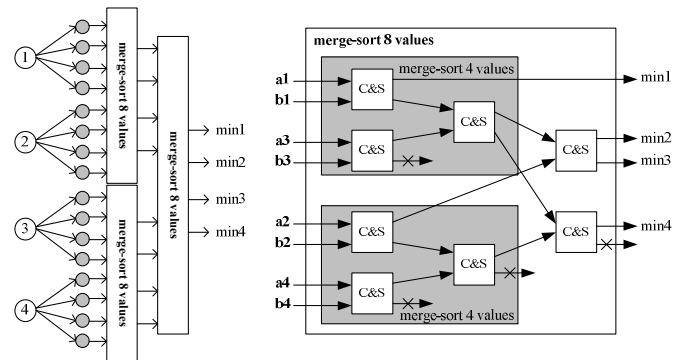 1
2
3
4
merge-sort 8 values
merge-sort 8 values
merge-sort 8 values
min1
min2
min3
min4
merge-sort 8 values
merge-sort 4 values
a1
b1
a3
b3
C&S
C&S
C&S
a2
b2
a4
b4
C&S
C&S
C&S
merge-sort 4 values
C&S
C&S
min1
min2
min3
min4